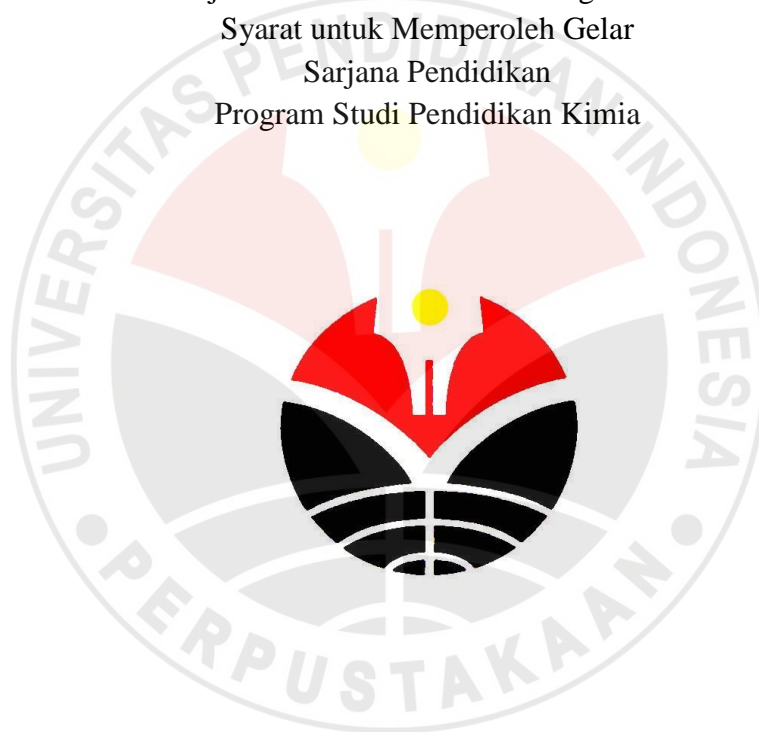 Syarat untuk Memperoleh Gelar
Sarjana Pendidikan
Program Studi Pendidikan Kimia
UNIVERSITAS PENDIDIKAN INDONESIA
• PERPUSTAKAAN •